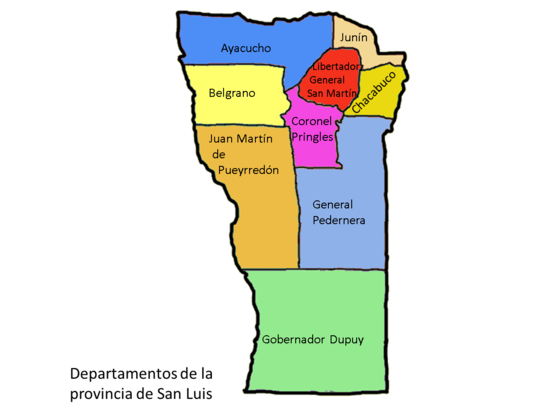 Ayacucho
Junín
Libertador
General
San Martín
Chacabuco
Belgrano
Coronel
Pringles
Juan Martín
de
Pueyrredón
General
Pedernera
Gobernador Dupuy
Departamentos de la
provincia de San Luis